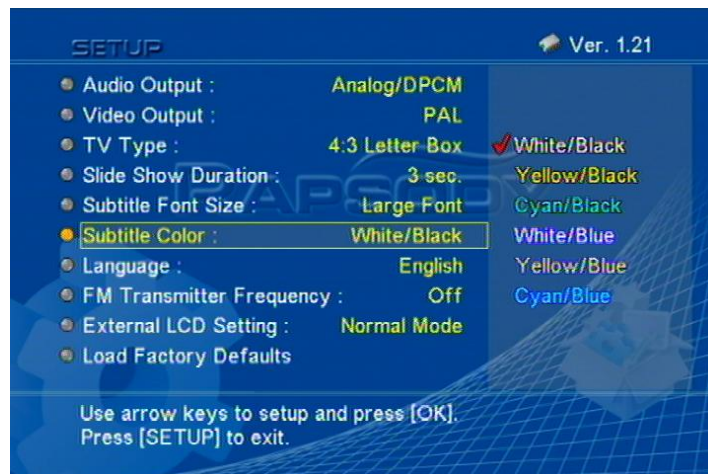 SETUP
Ver. 1.21
Audio Output : Analog/DPCM
Video Output : PAL
TV Type : 4:3 Letter Box
White/Black
Slide Show Duration : 3 sec.
Yellow/Black
Subtitle Font Size : Large Font
Cyan/Black
Subtitle Color : White/Black
White/Blue
Language : English
Yellow/Blue
FM Transmitter Frequency : Off
Cyan/Blue
External LCD Setting : Normal Mode
Load Factory Defaults
RAPSODY
Use arrow keys to setup and press [OK].
Press [SETUP] to exit.